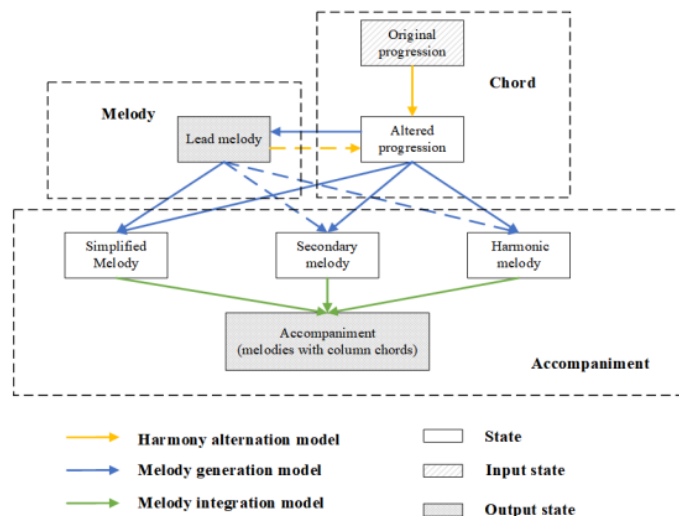 Original
progression
Chord
Melody
Lead melody
Altered
progression
Simplified
Melody
Secondary
melody
Harmonic
melody
Accompaniment
(melodies with column chords)
Accompaniment
Harmony alternation model
State
Melody generation model
Input state
Melody integration model
Output state